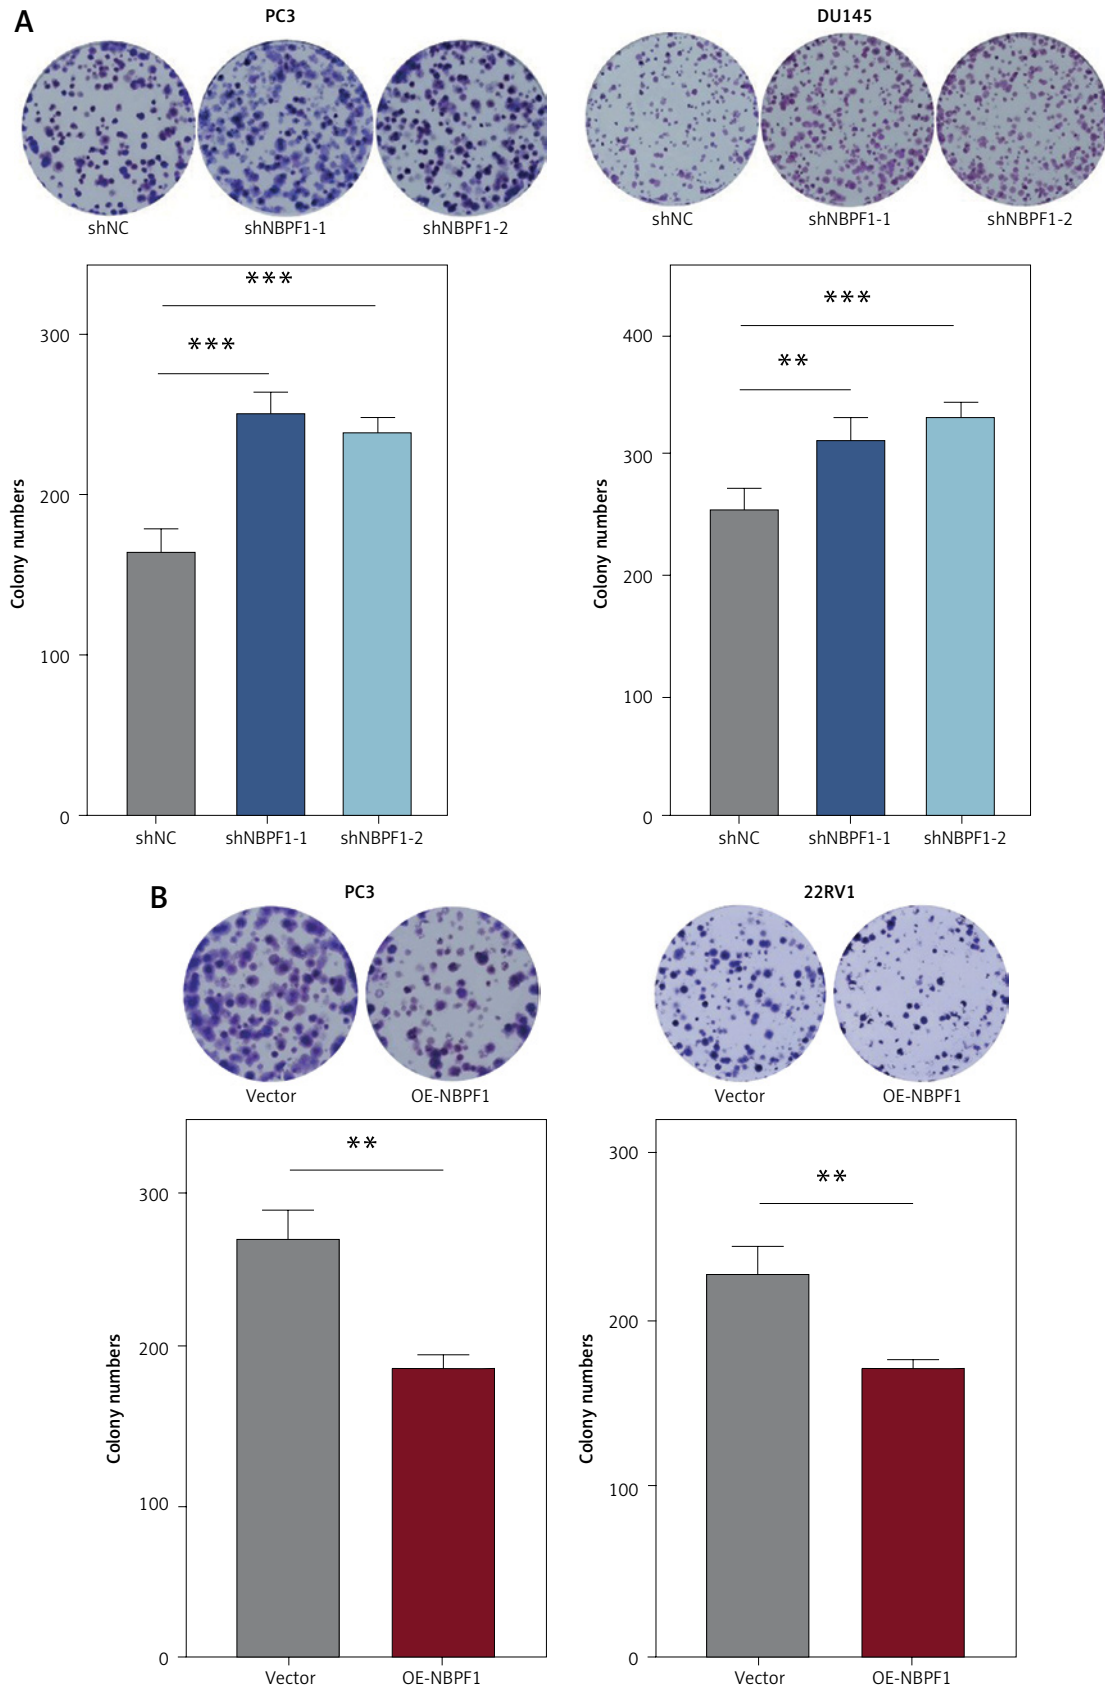 A
PC3
DU145
shNC
shNBPF1-1
shNBPF1-2
shNC
shNBPF1-1
shNBPF1-2
Colony numbers
300
200
100
0
***
***
shNC
shNBPF1-1
shNBPF1-2
Colony numbers
400
300
200
100
0
***
**
shNC
shNBPF1-1
shNBPF1-2
B
PC3
22RV1
Vector
OE-NBPF1
Vector
OE-NBPF1
Colony numbers
300
200
100
0
**
Vector
OE-NBPF1
Colony numbers
300
200
100
0
**
Vector
OE-NBPF1